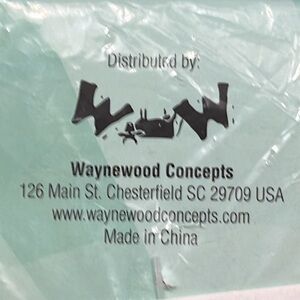 Distributed by:
W W
Waynewood Concepts
126 Main St. Chesterfield SC 29709 USA
www.waynewoodconcepts.com
Made in China